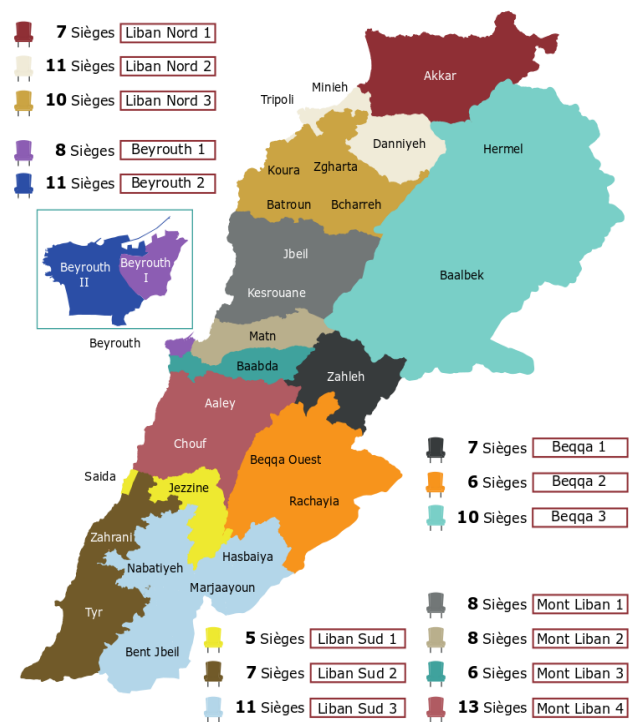 7 Sièges Liban Nord 1
11 Sièges Liban Nord 2
10 Sièges Liban Nord 3
8 Sièges Beyrouth 1
11 Sièges Beyrouth 2
Beyrouth
II
Beyrouth
I
Akkar
Minieh
Tripoli
Danniyeh
Hermel
Koura
Zgharta
Batroun
Bcharreh
Jbeil
Kesrouane
Baalbek
Beyrouth
Matn
Baabda
Zahleh
Aaley
Chouf
Beqqa Ouest
Rachayia
Saida
Jezzine
Zahrani
Nabatiyeh
Hasbaiya
Marjaayoun
Tyr
Bent Jbeil
7 Sièges Beqqa 1
6 Sièges Beqqa 2
10 Sièges Beqqa 3
5 Sièges Liban Sud 1
7 Sièges Liban Sud 2
11 Sièges Liban Sud 3
8 Sièges Mont Liban 1
8 Sièges Mont Liban 2
6 Sièges Mont Liban 3
13 Sièges Mont Liban 4